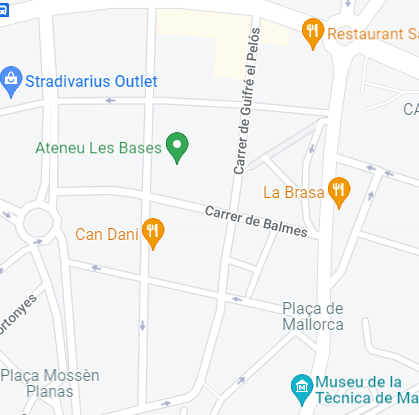 Restaurant Sa
Stradivarius Outlet
Carrer de Guifré el Pelós
CA
Ateneu Les Bases
La Brasa
Carrer de Balmes
Can Dani
ortonyes
Plaça de
Mallorca
Plaça Mossèn
Planas
Museu de la
Tècnica de Ma